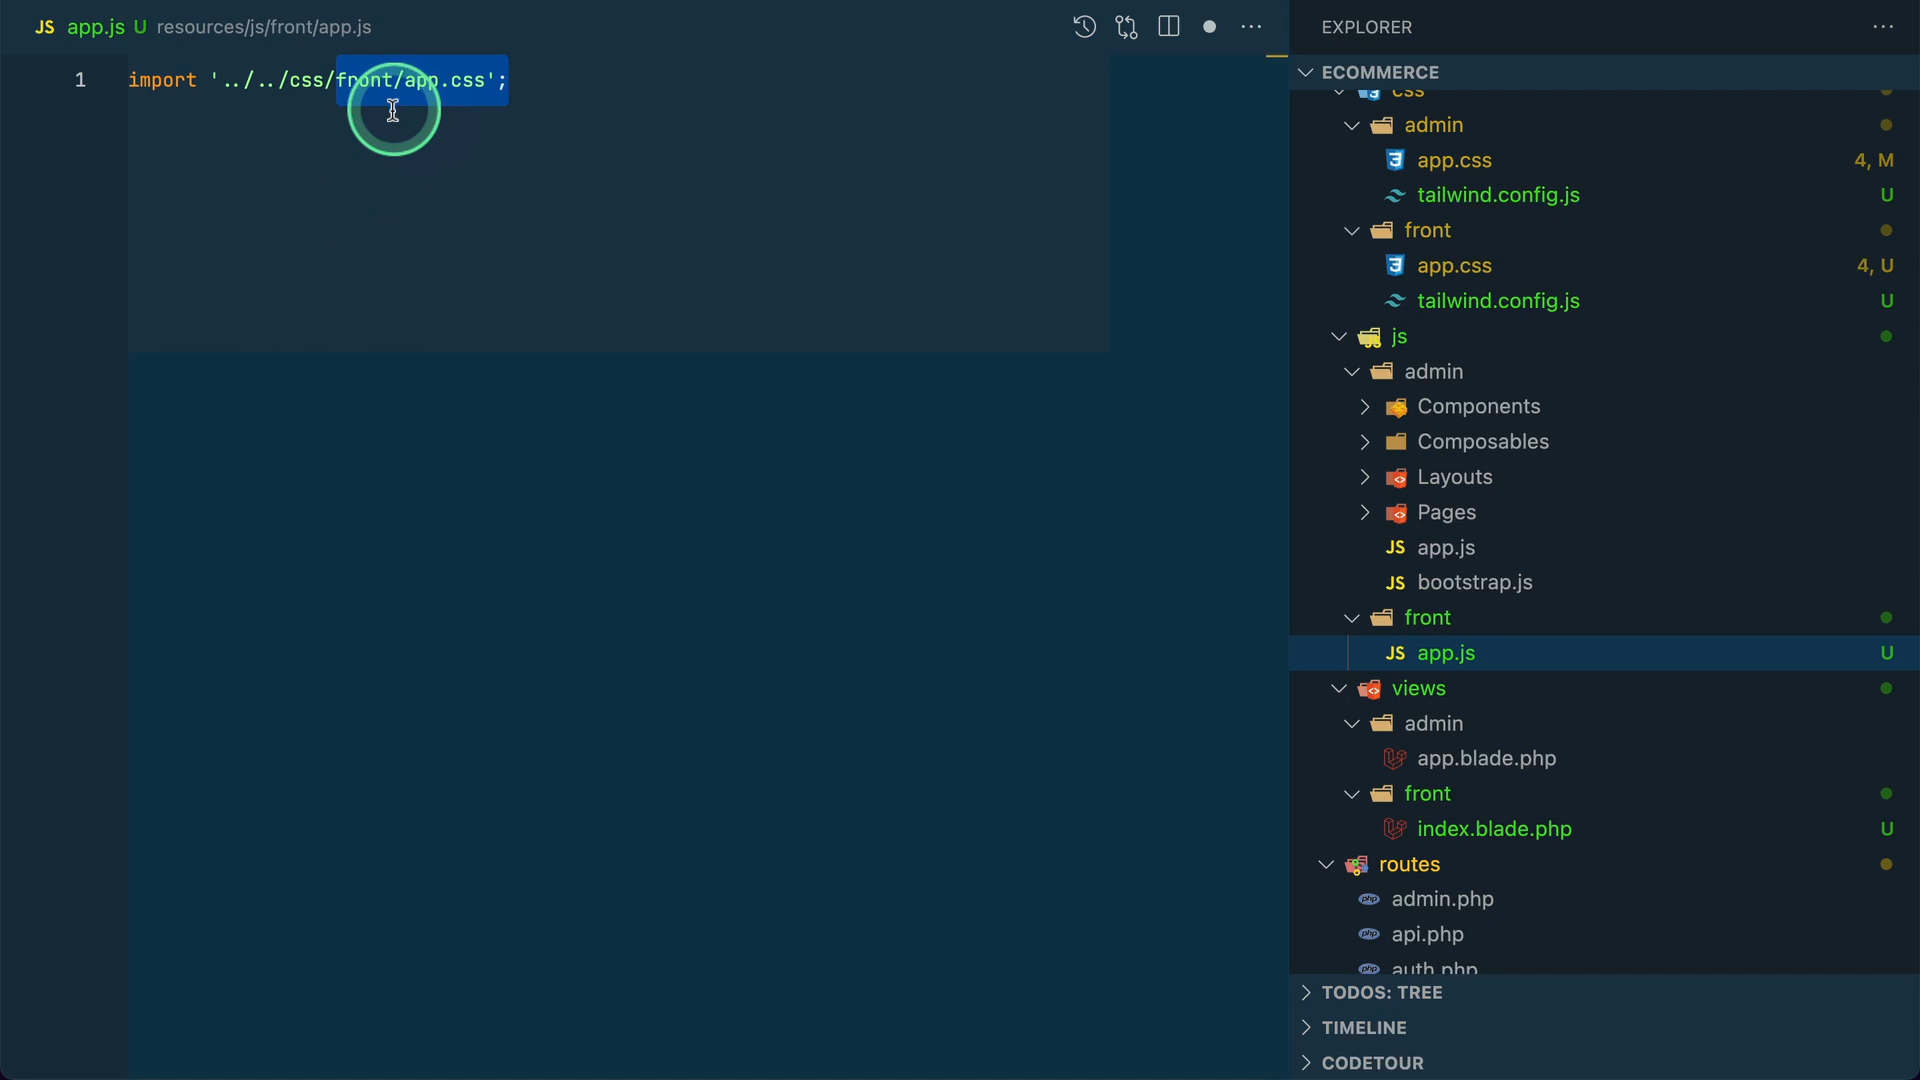 JS app.js U resources/js/front/app.js
1 import '../../css/front/app.css';
EXPLORER
ECOMMERCE
css
admin
app.css 4, M
tailwind.config.js U
front
app.css 4, U
tailwind.config.js U
js
admin
Components
Composables
Layouts
Pages
JS app.js
JS bootstrap.js
front
JS app.js U
views
admin
app.blade.php
front
index.blade.php U
routes
php admin.php
php api.php
php auth.php
TODOS: TREE
TIMELINE
CODETOUR